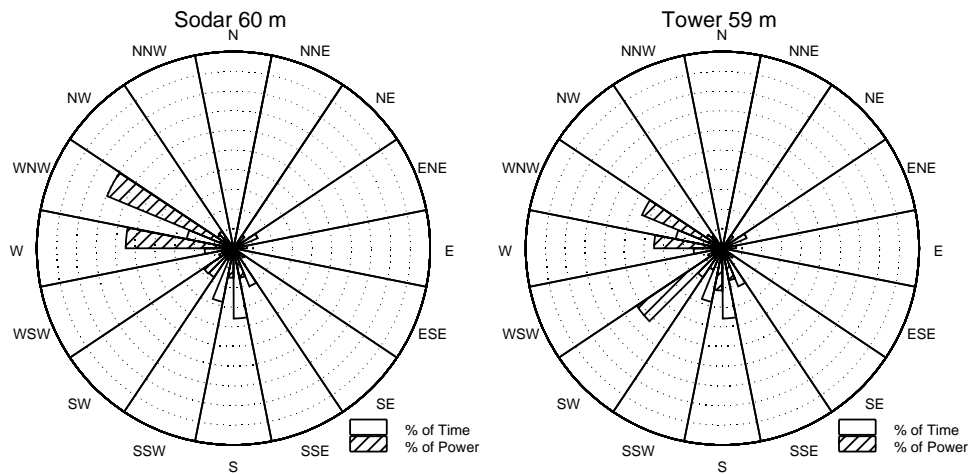 Sodar 60 m
N
NNE
NE
ENE
E
ESE
SE
SSE
S
SSW
SW
WSW
W
WNW
NW
NNW
% of Time
% of Power
Tower 59 m
N
NNE
NE
ENE
E
ESE
SE
SSE
S
SSW
SW
WSW
W
WNW
NW
NNW
% of Time
% of Power